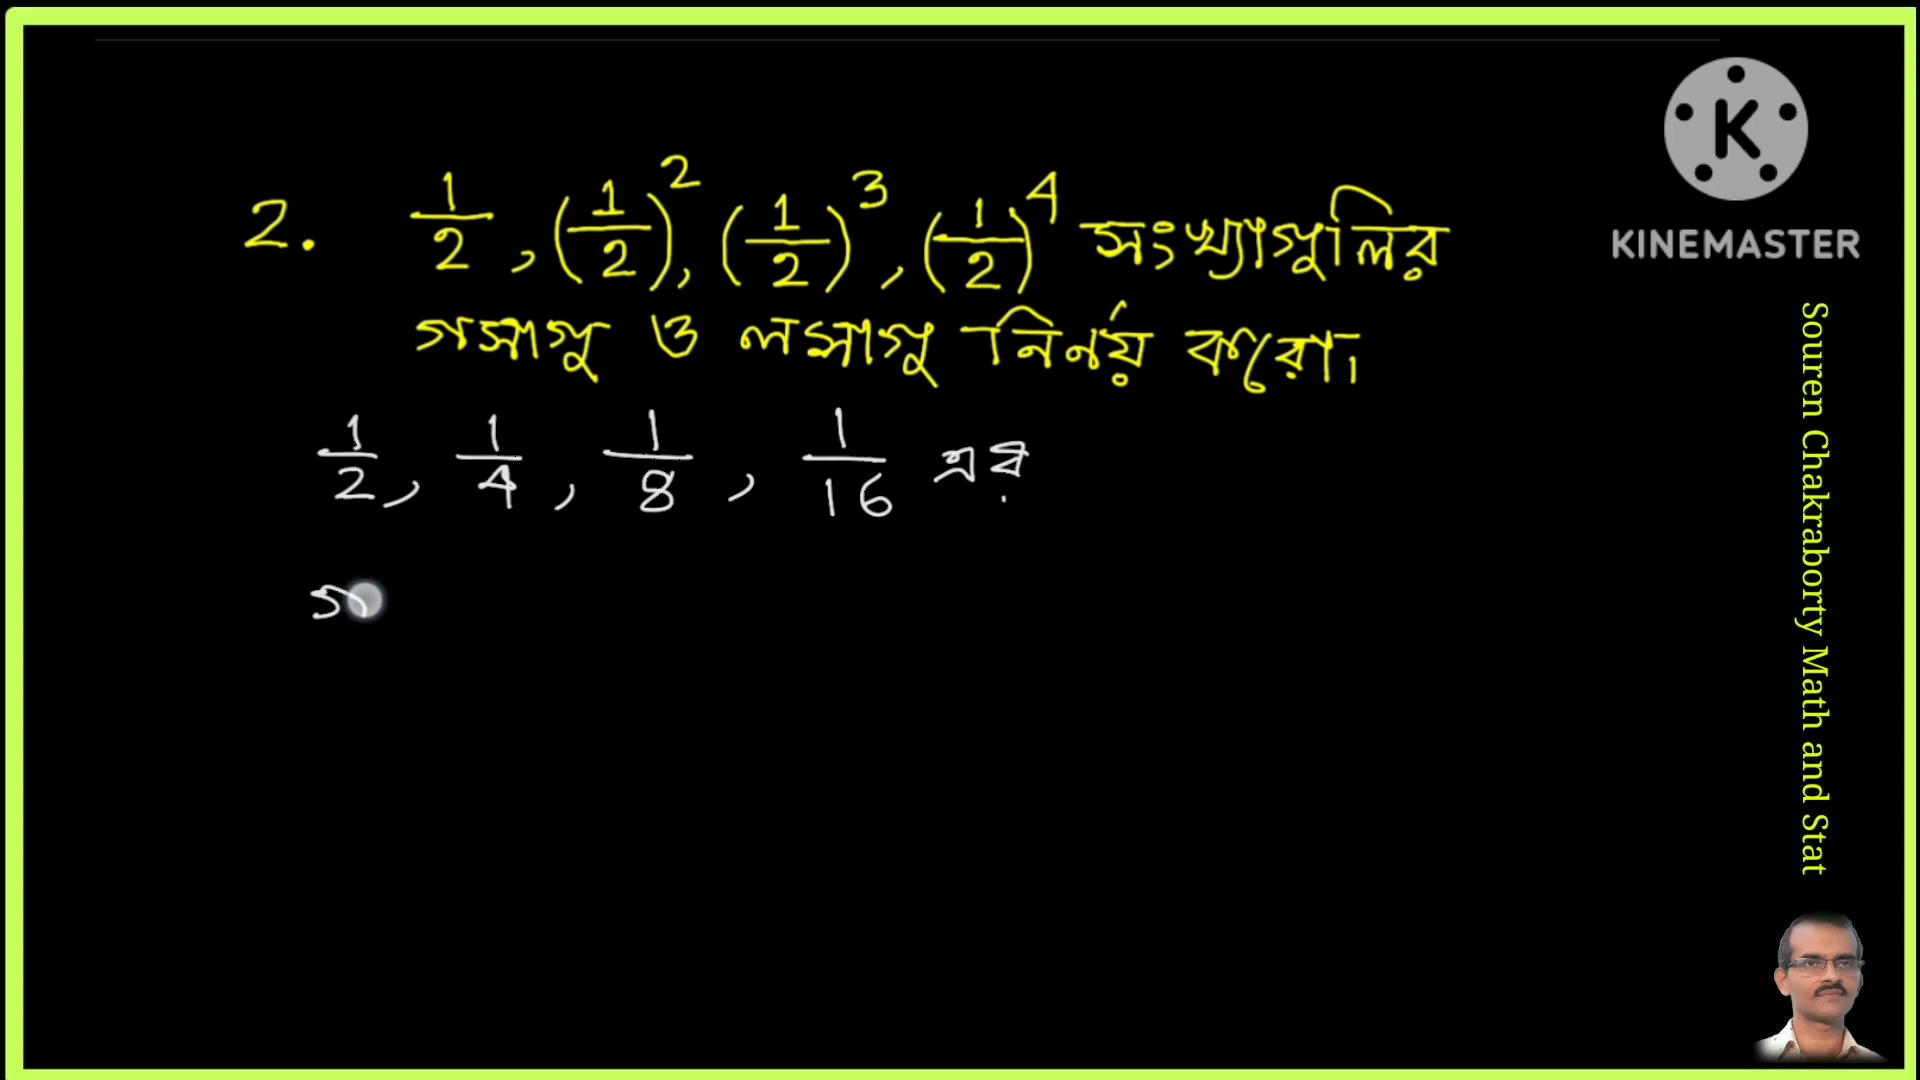 2. 1/2, (1/2)^2, (1/2)^3, (1/2)^4 সংখ্যাগুলির
গসাগু ও লসাগু নির্ণয় করো।
1/2, 1/4, 1/8, 1/16 এর
KINEMASTER
Souren Chakraborty Math and Stat